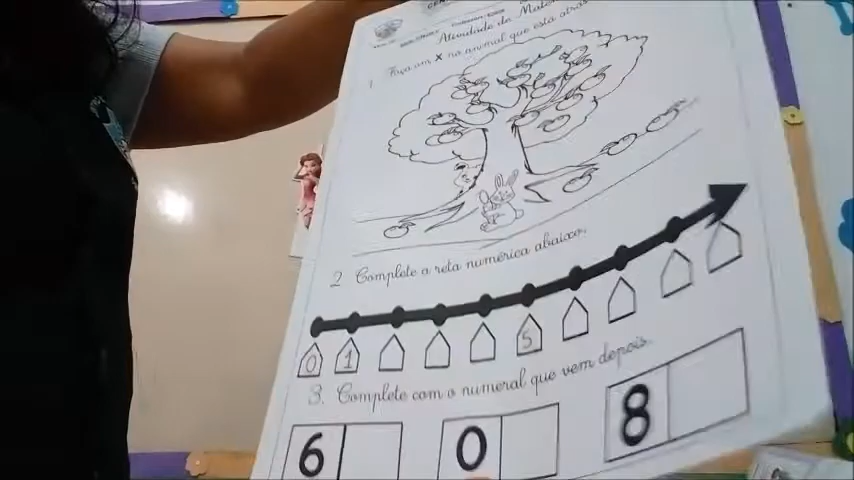 Atividade de
1 Faça um X no animal que está atrás
2 Complete a reta numérica abaixo.
0 1 5
3. Complete com o numeral que vem depois.
6 0 8